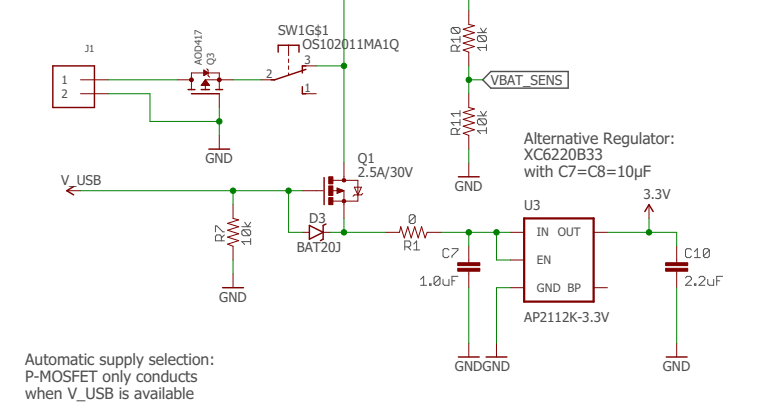 SW1G$1
OS102011MA1Q
J1
1
2
AOD417
Q3
2
3
1
GND
R10
10k
VBAT_SENS
R11
10k
GND
Alternative Regulator:
XC6220B33
with C7=C8=10µF
Q1
2.5A/30V
V_USB
R7
10k
GND
D3
BAT20J
0
R1
C7
1.0uF
U3
IN OUT
EN
GND BP
AP2112K-3.3V
3.3V
C10
2.2uF
GND
GND
GND
Automatic supply selection:
P-MOSFET only conducts
when V_USB is available